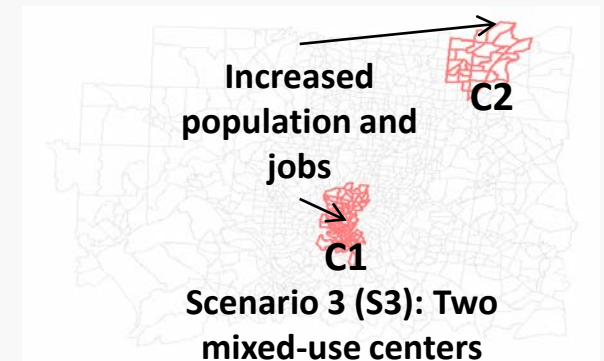 Increased
population and
jobs
C2
C1
Scenario 3 (S3): Two
mixed-use centers